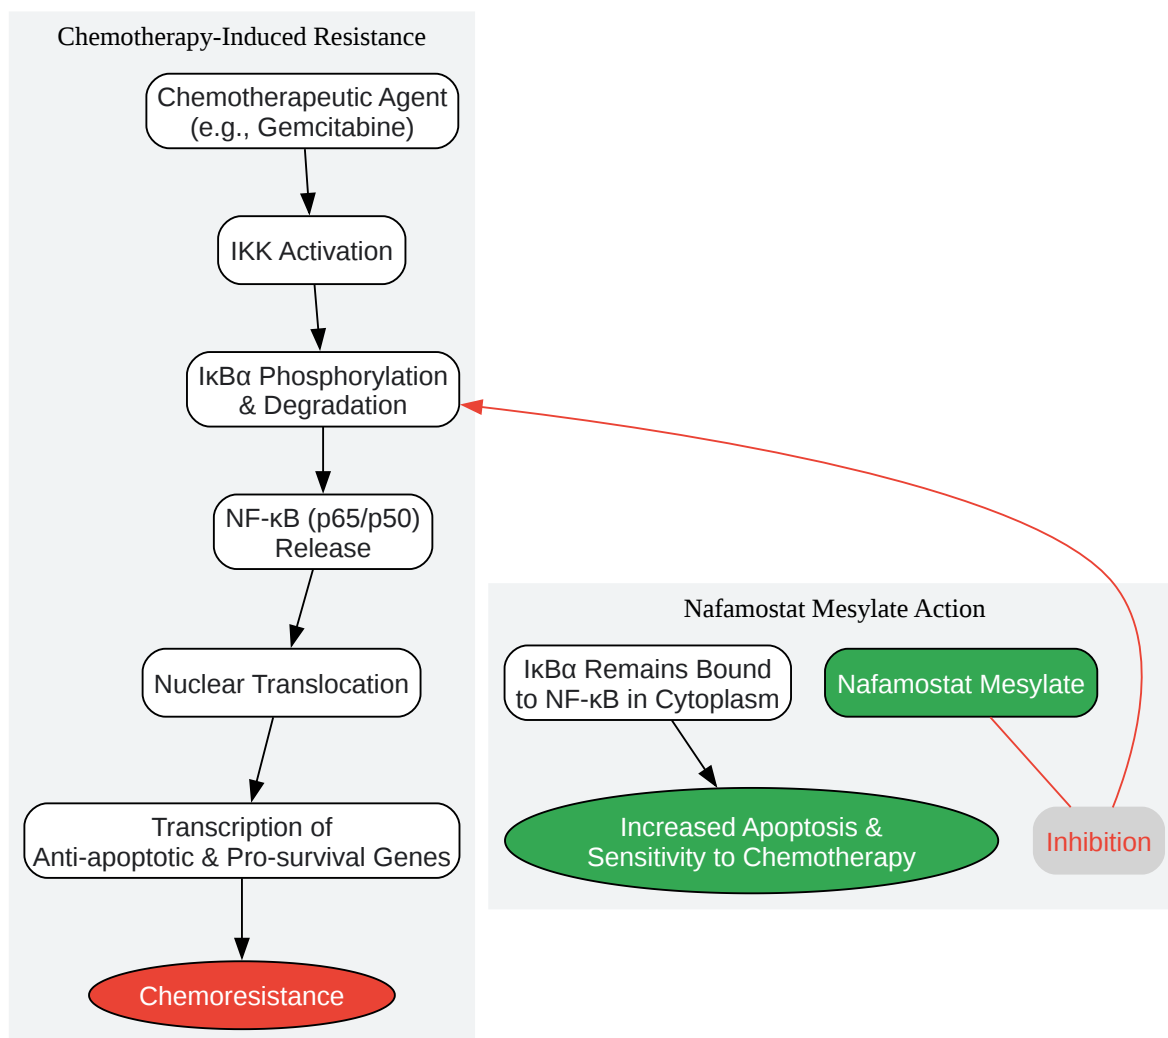 Chemotherapy-Induced Resistance
Chemotherapeutic Agent
(e.g., Gemcitabine)
IKK Activation
IκBα Phosphorylation
& Degradation
NF-κB (p65/p50)
Release
Nuclear Translocation
Transcription of
Anti-apoptotic & Pro-survival Genes
Chemoresistance
Nafamostat Mesylate Action
IκBα Remains Bound
to NF-κB in Cytoplasm
Nafamostat Mesylate
Increased Apoptosis &
Sensitivity to Chemotherapy
Inhibition